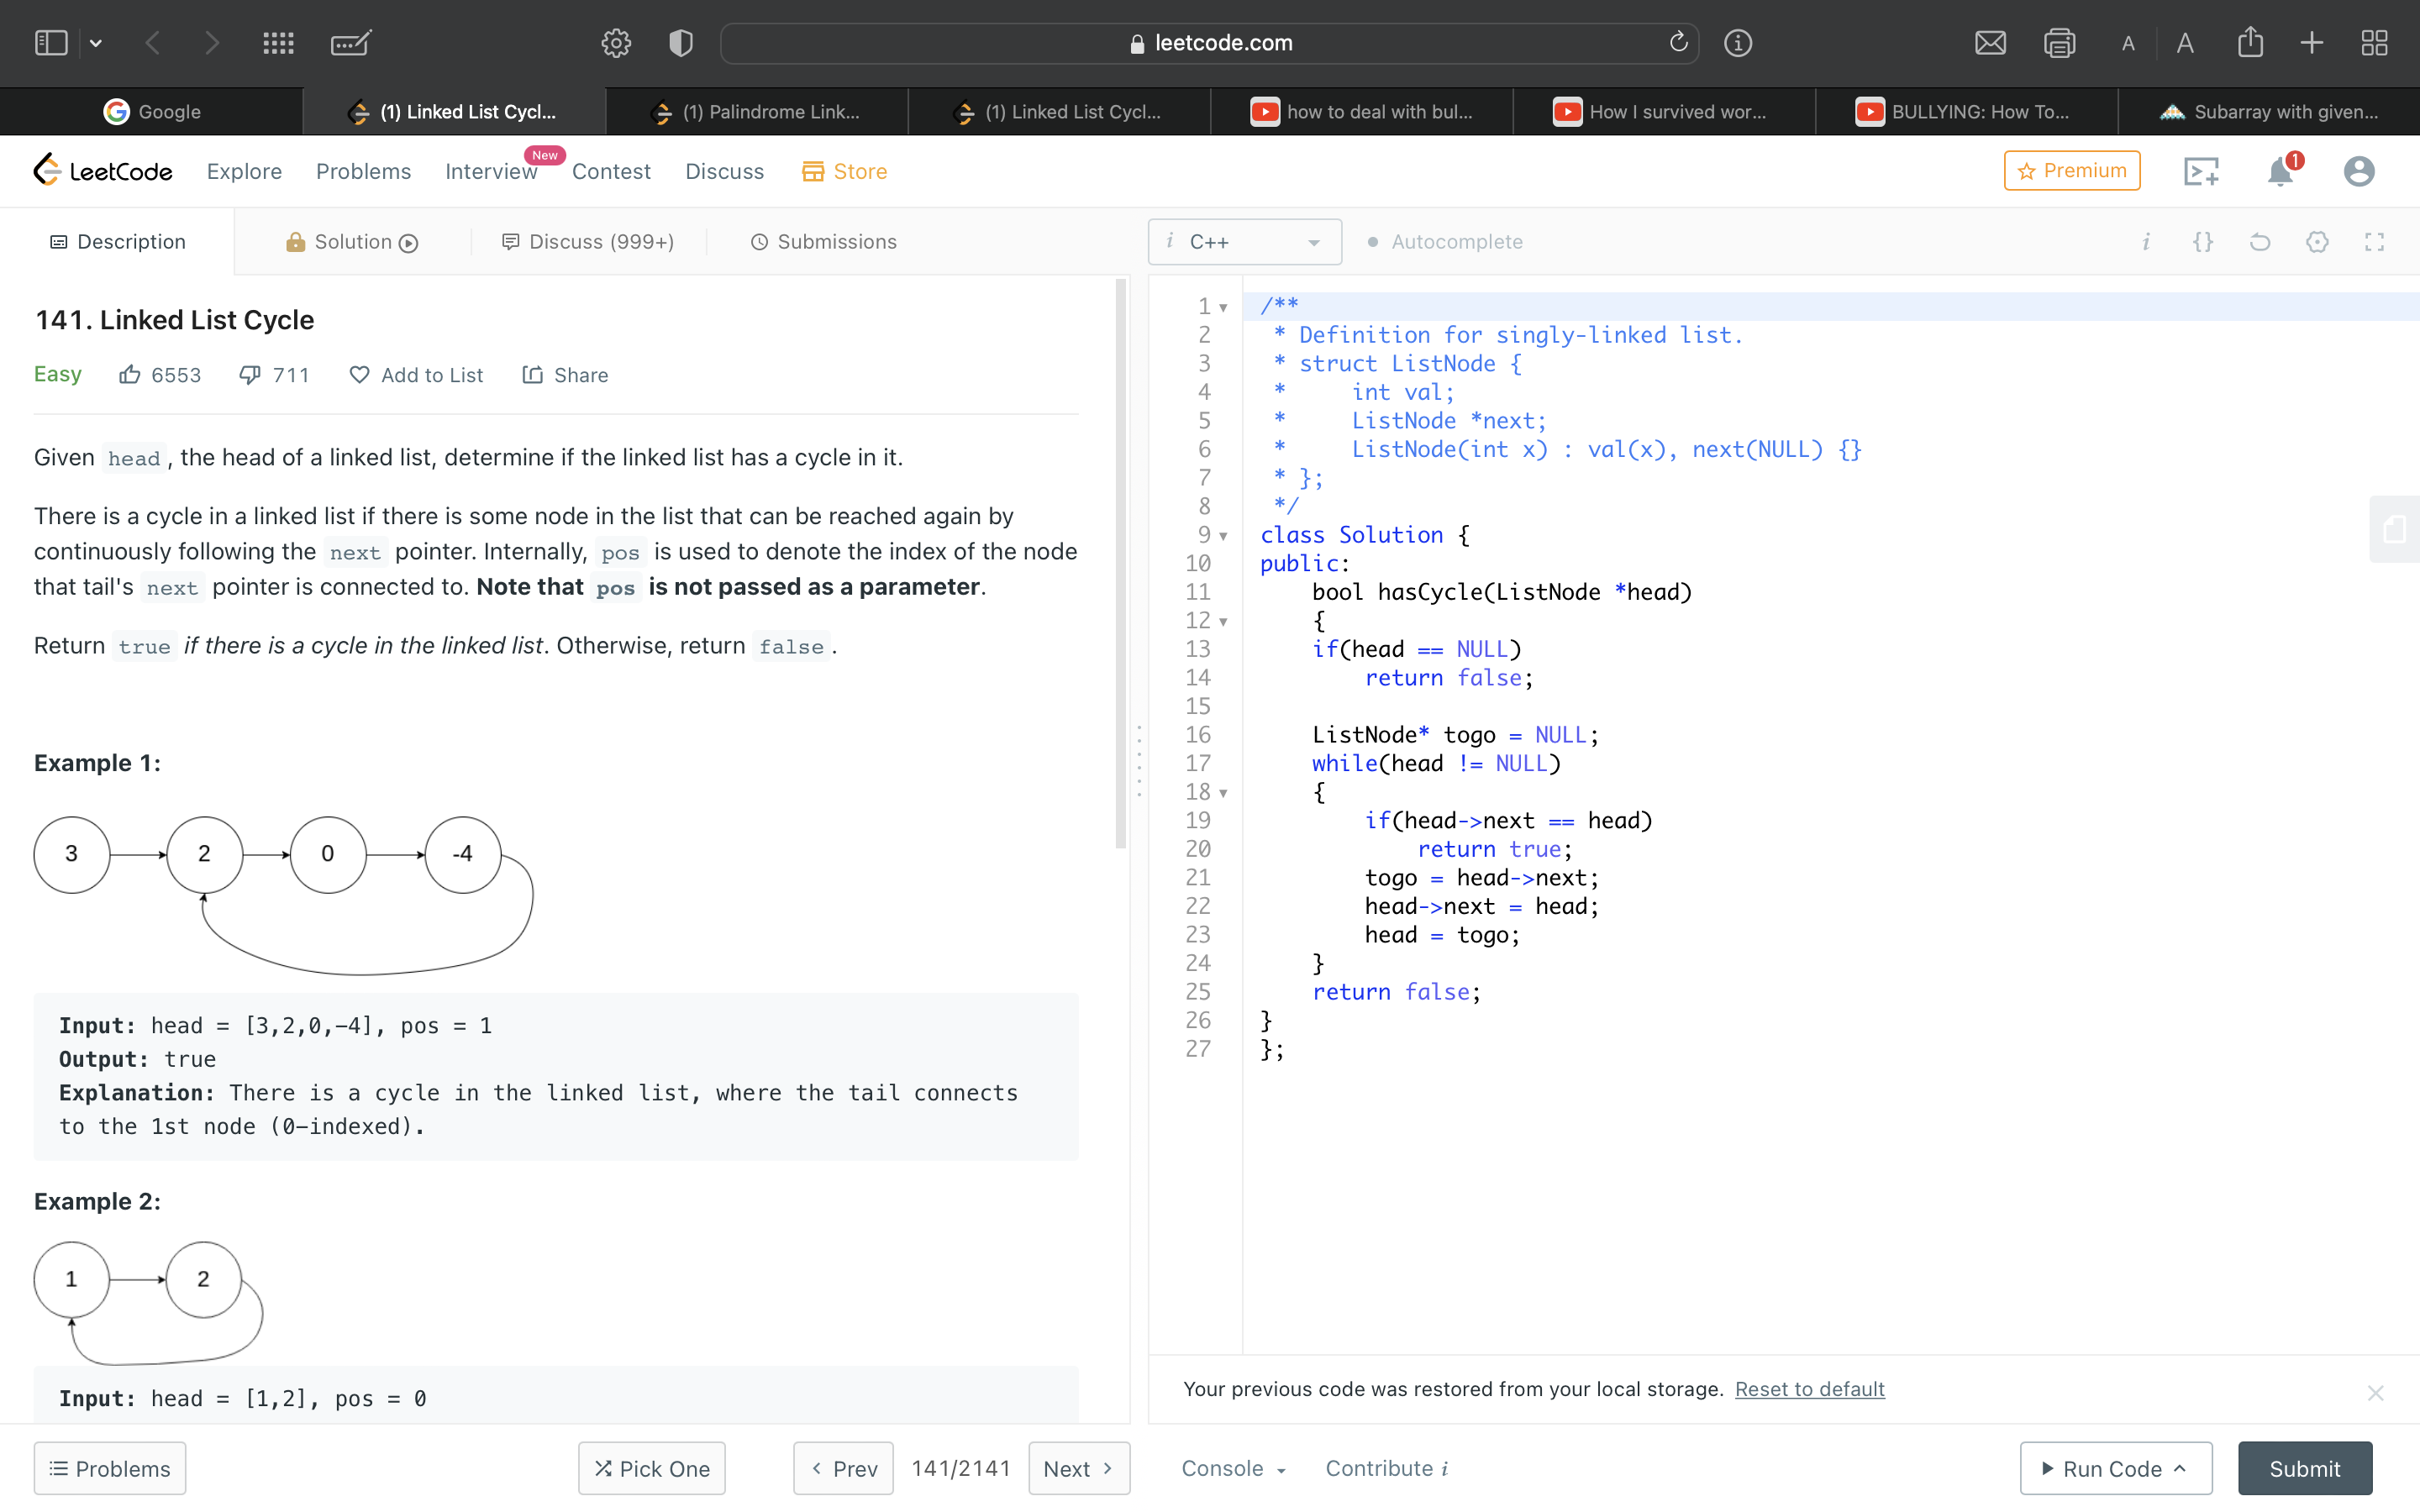 leetcode.com
A A
Google
(1) Linked List Cycl...
(1) Palindrome Link...
(1) Linked List Cycl...
how to deal with bul...
How I survived wor...
BULLYING: How To...
Subarray with given...
LeetCode Explore Problems Interview New Contest Discuss Store Premium 1
Description Solution Discuss (999+) Submissions
i C++ Autocomplete i {}
141. Linked List Cycle
Easy 6553 711 Add to List Share
Given head, the head of a linked list, determine if the linked list has a cycle in it.
There is a cycle in a linked list if there is some node in the list that can be reached again by
continuously following the next pointer. Internally, pos is used to denote the index of the node
that tail's next pointer is connected to. Note that pos is not passed as a parameter.
Return true if there is a cycle in the linked list. Otherwise, return false.
Example 1:
3 2 0 -4
Input: head = [3,2,0,-4], pos = 1
Output: true
Explanation: There is a cycle in the linked list, where the tail connects
to the 1st node (0-indexed).
Example 2:
1 2
Input: head = [1,2], pos = 0
1 /**
2  * Definition for singly-linked list.
3  * struct ListNode {
4  *     int val;
5  *     ListNode *next;
6  *     ListNode(int x) : val(x), next(NULL) {}
7  * };
8  */
9 class Solution {
10 public:
11     bool hasCycle(ListNode *head)
12     {
13     if(head == NULL)
14         return false;
15
16     ListNode* togo = NULL;
17     while(head != NULL)
18     {
19         if(head->next == head)
20             return true;
21         togo = head->next;
22         head->next = head;
23         head = togo;
24     }
25     return false;
26 }
27 };
Your previous code was restored from your local storage. Reset to default
Problems Pick One Prev 141/2141 Next Console Contribute i Run Code Submit